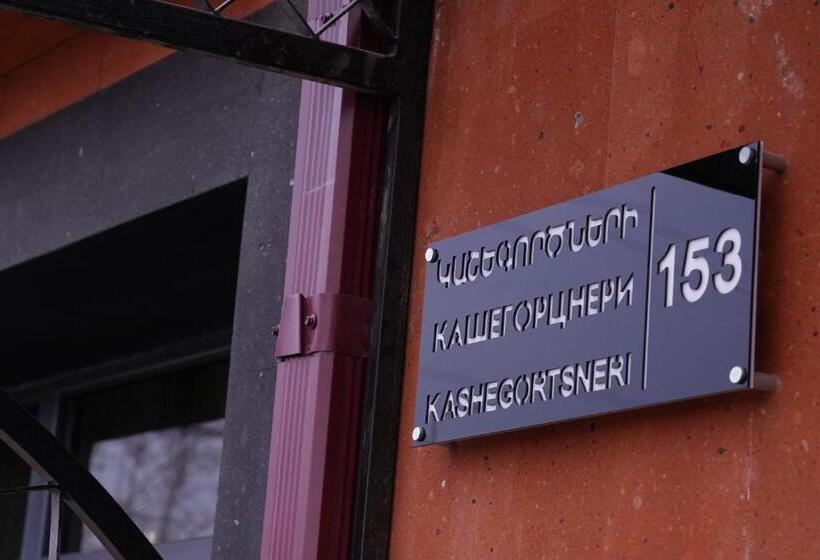 ԿԱՇԵԳՈՐԾՆԵՐԻ
КАШЕГОРЦНЕРИ
KASHEGORTSNERI
153